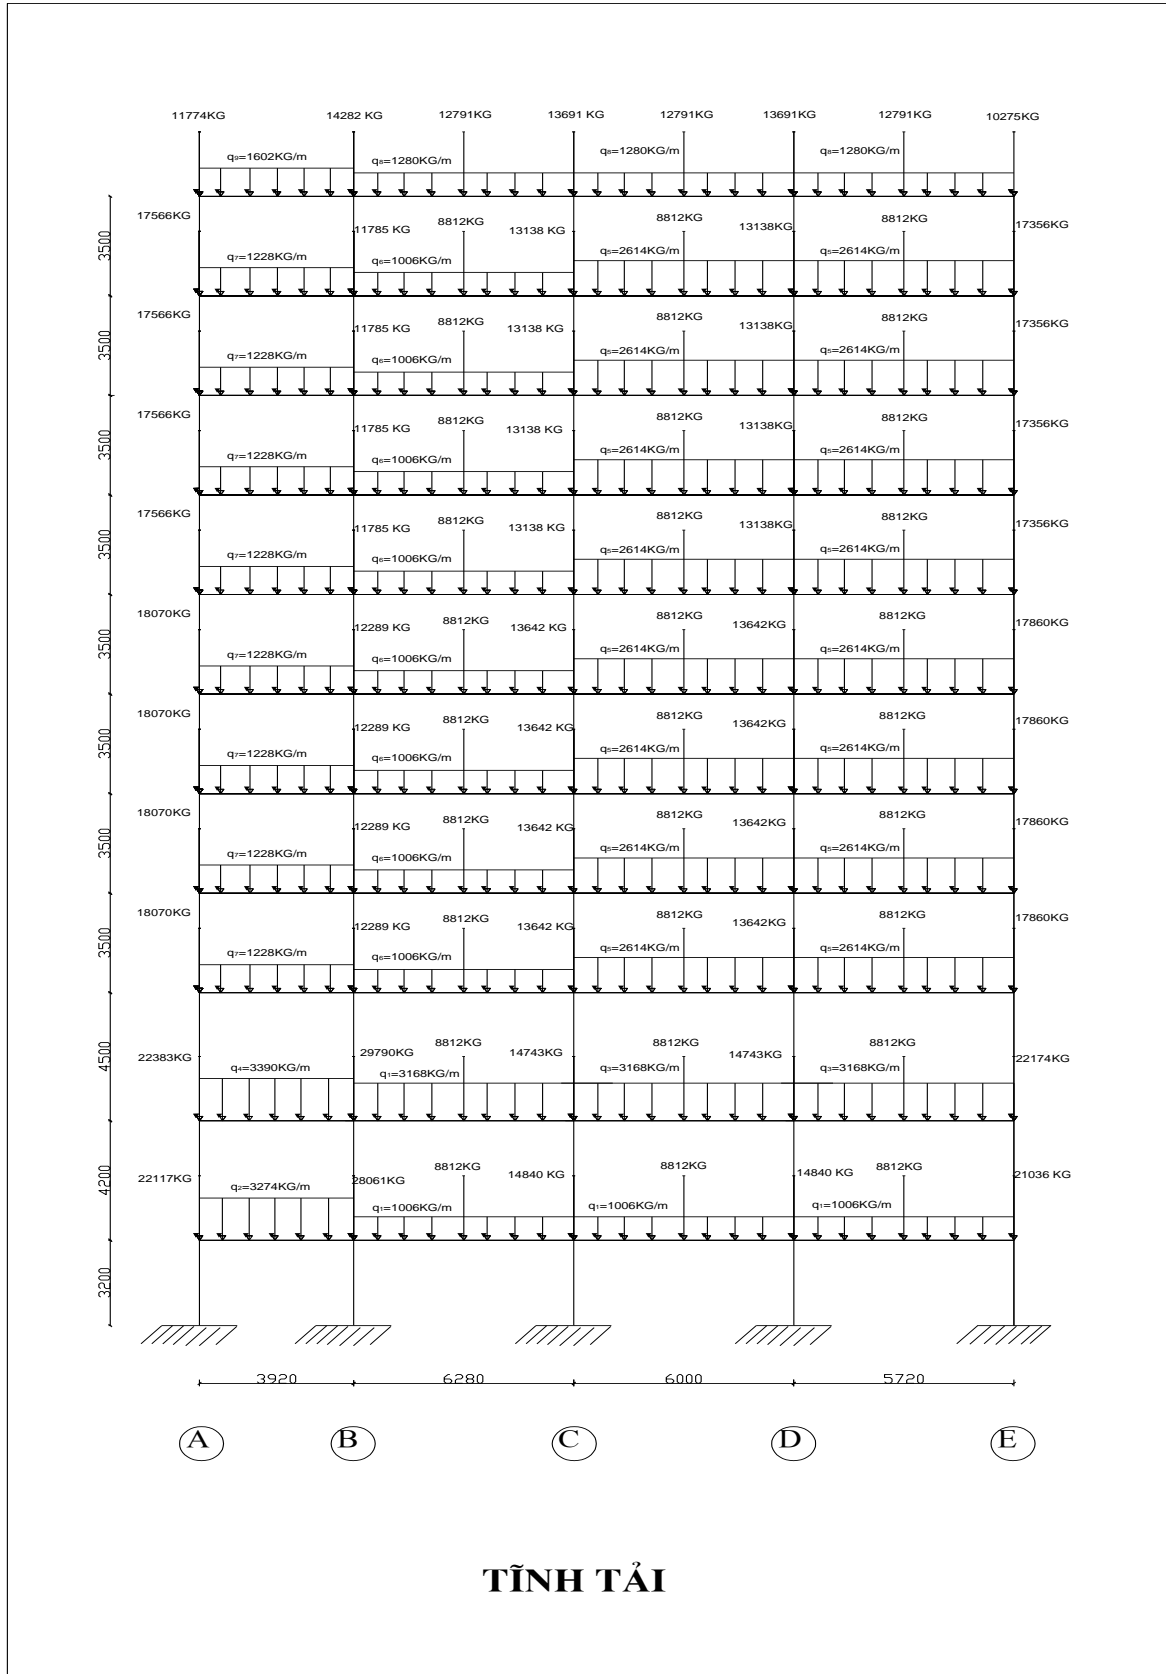 11774KG 14282 KG 12791KG 13691 KG 12791KG 13691KG 12791KG 10275KG
q9=1602KG/m q8=1280KG/m q8=1280KG/m q8=1280KG/m
3500
17566KG 11785 KG 8812KG 13138 KG 8812KG 13138KG 8812KG 17356KG
q7=1228KG/m q6=1006KG/m q5=2614KG/m q5=2614KG/m
3500
17566KG 11785 KG 8812KG 13138 KG 8812KG 13138KG 8812KG 17356KG
q7=1228KG/m q6=1006KG/m q5=2614KG/m q5=2614KG/m
3500
17566KG 11785 KG 8812KG 13138 KG 8812KG 13138KG 8812KG 17356KG
q7=1228KG/m q6=1006KG/m q5=2614KG/m q5=2614KG/m
3500
17566KG 11785 KG 8812KG 13138 KG 8812KG 13138KG 8812KG 17356KG
q7=1228KG/m q6=1006KG/m q5=2614KG/m q5=2614KG/m
3500
18070KG 12289 KG 8812KG 13642 KG 8812KG 13642KG 8812KG 17860KG
q7=1228KG/m q6=1006KG/m q5=2614KG/m q5=2614KG/m
3500
18070KG 12289 KG 8812KG 13642 KG 8812KG 13642KG 8812KG 17860KG
q7=1228KG/m q6=1006KG/m q5=2614KG/m q5=2614KG/m
3500
18070KG 12289 KG 8812KG 13642 KG 8812KG 13642KG 8812KG 17860KG
q7=1228KG/m q6=1006KG/m q5=2614KG/m q5=2614KG/m
3500
18070KG 12289 KG 8812KG 13642 KG 8812KG 13642KG 8812KG 17860KG
q7=1228KG/m q6=1006KG/m q5=2614KG/m q5=2614KG/m
4500
22383KG 29790KG 8812KG 14743KG 8812KG 14743KG 8812KG 22174KG
q4=3390KG/m q1=3168KG/m q3=3168KG/m q3=3168KG/m
4200
22117KG 28061KG 8812KG 14840 KG 8812KG 14840 KG 8812KG 21036 KG
q2=3274KG/m q1=1006KG/m q1=1006KG/m q1=1006KG/m
3200
3920 6280 6000 5720
A B C D E
TĨNH TẢI